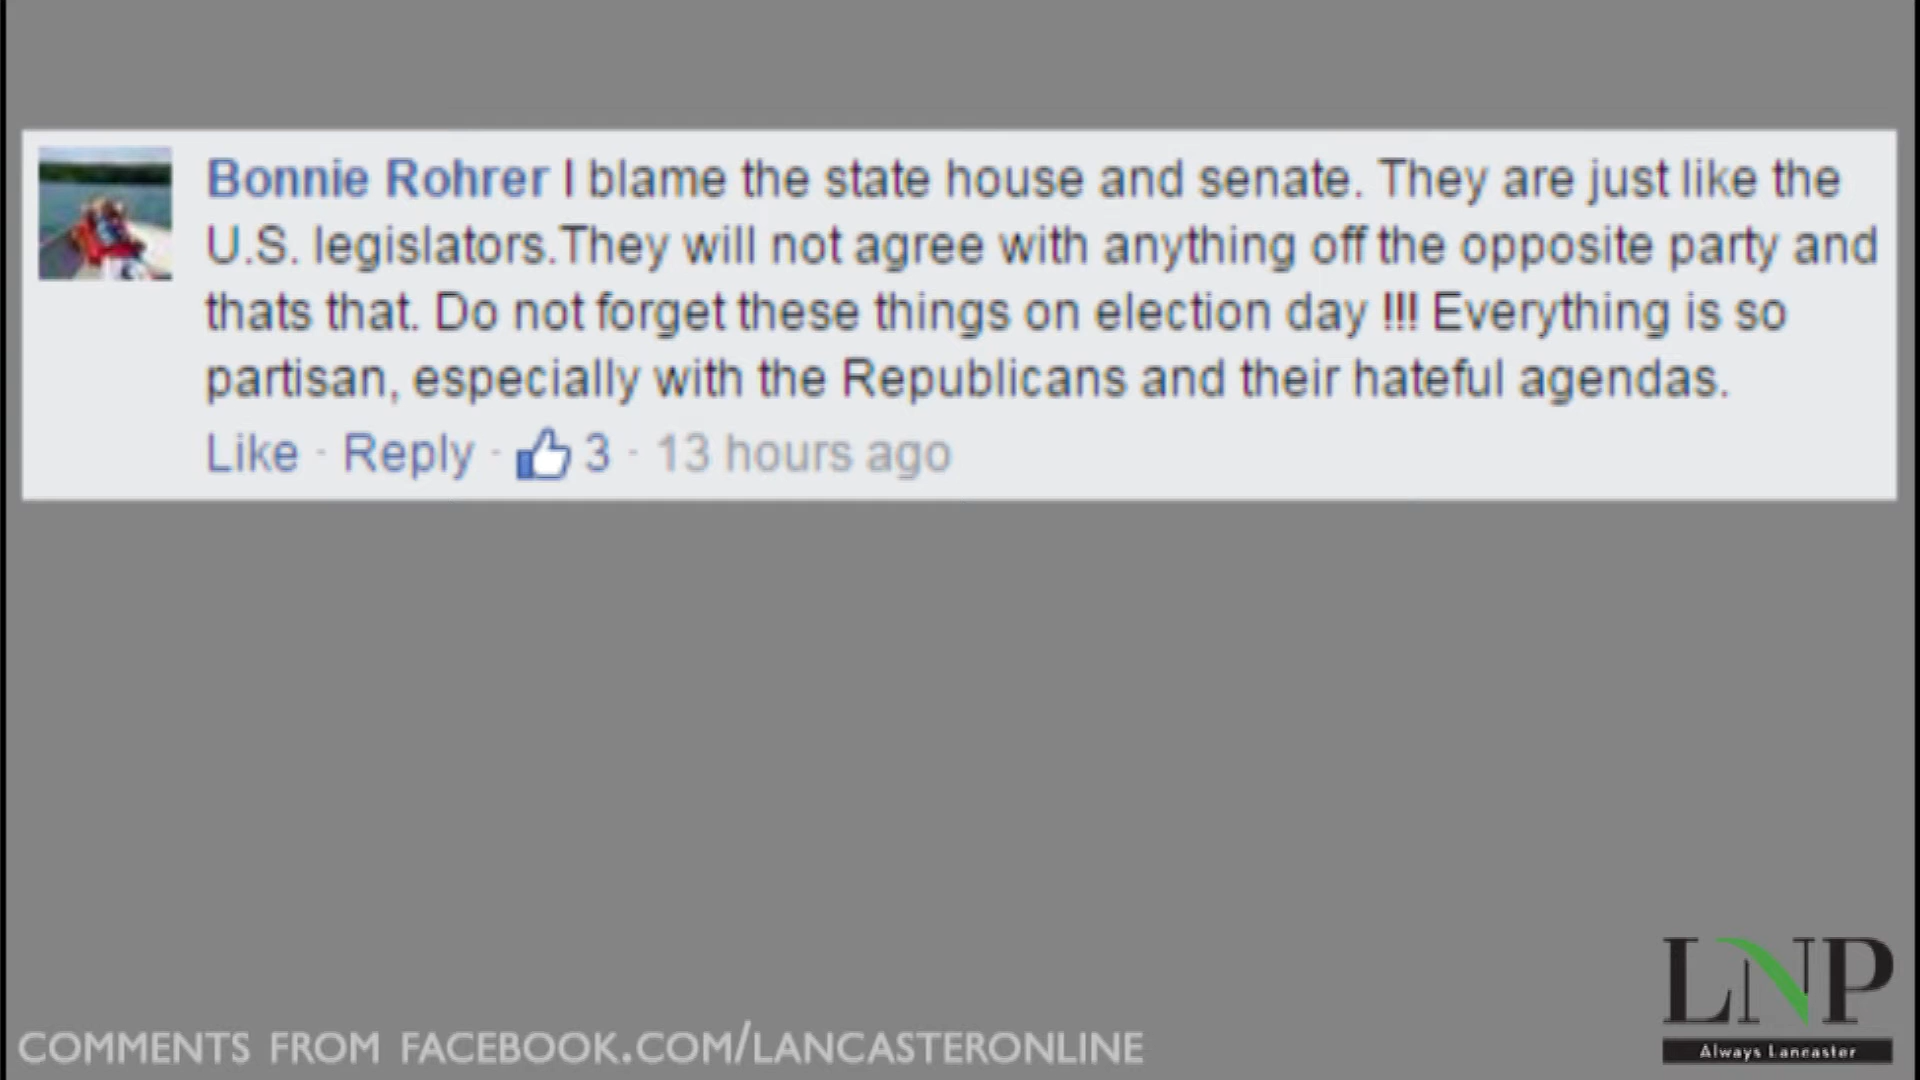 Bonnie Rohrer I blame the state house and senate. They are just like the
U.S. legislators.They will not agree with anything off the opposite party and
thats that. Do not forget these things on election day !!! Everything is so
partisan, especially with the Republicans and their hateful agendas.
Like · Reply · 3 · 13 hours ago
LNP
Always Lancaster
COMMENTS FROM FACEBOOK.COM/LANCASTERONLINE